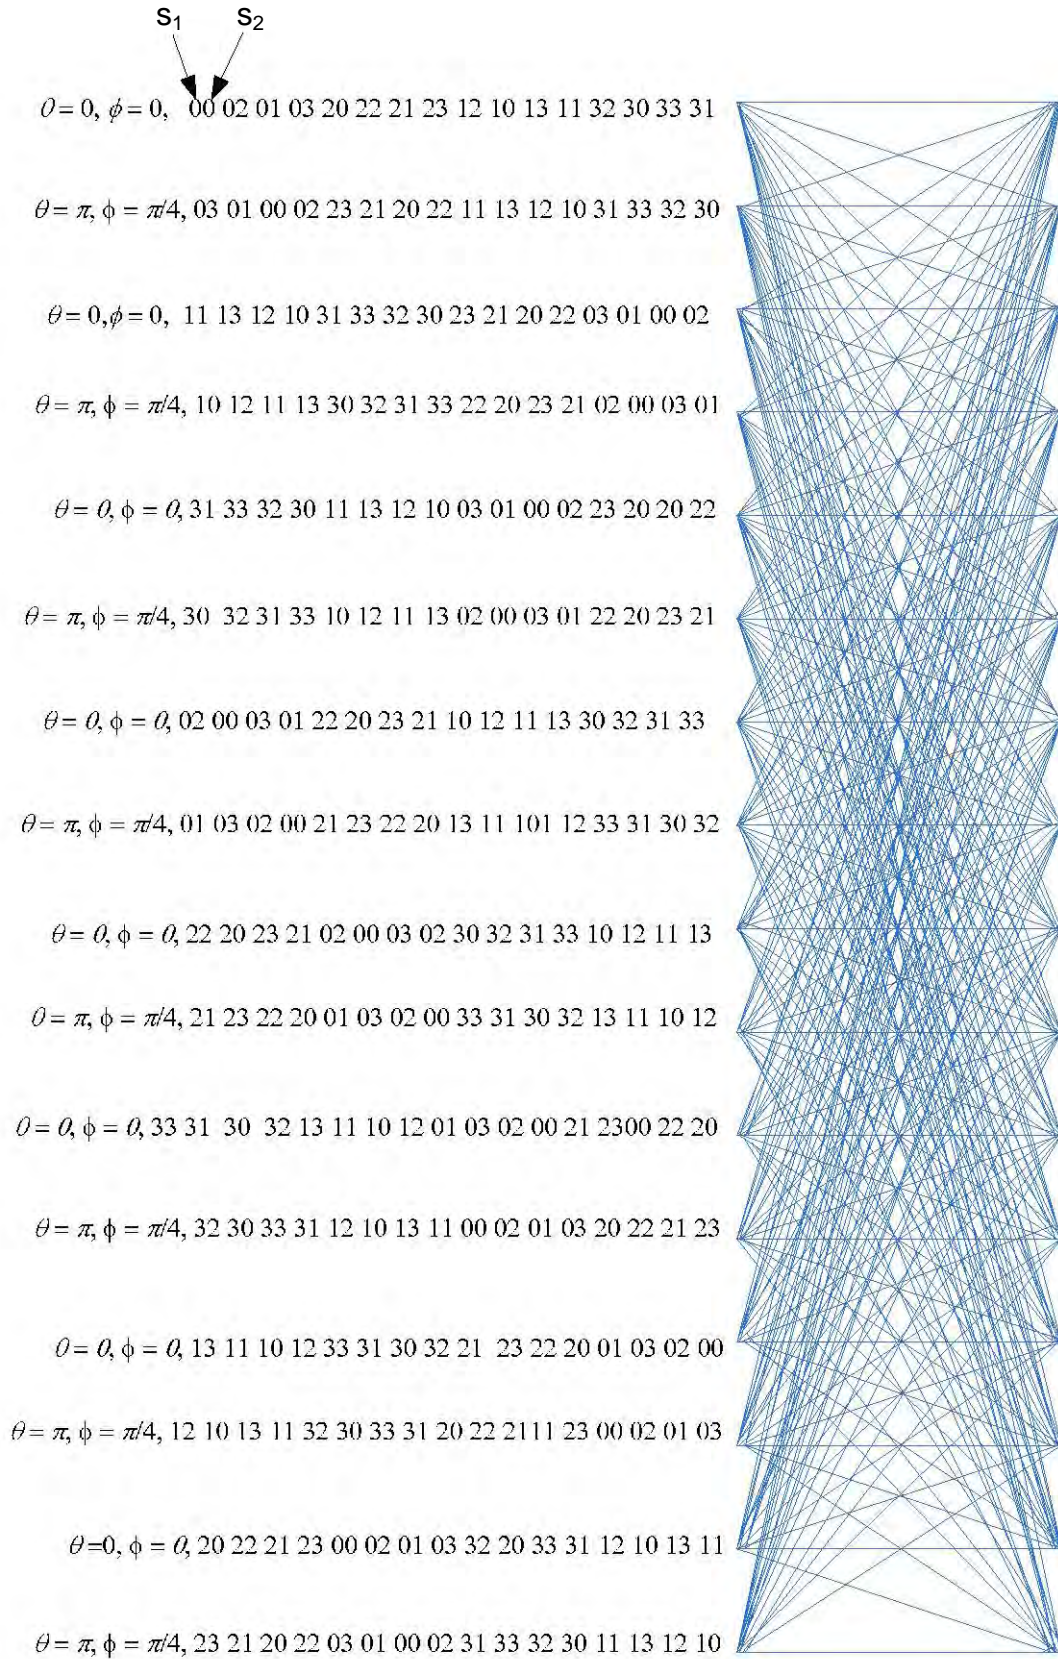 S₁ S₂
θ = 0, ϕ = 0, 00 02 01 03 20 22 21 23 12 10 13 11 32 30 33 31
θ = π, ϕ = π/4, 03 01 00 02 23 21 20 22 11 13 12 10 31 33 32 30
θ = 0,ϕ = 0, 11 13 12 10 31 33 32 30 23 21 20 22 03 01 00 02
θ = π, ϕ = π/4, 10 12 11 13 30 32 31 33 22 20 23 21 02 00 03 01
θ = 0, ϕ = 0, 31 33 32 30 11 13 12 10 03 01 00 02 23 20 20 22
θ = π, ϕ = π/4, 30 32 31 33 10 12 11 13 02 00 03 01 22 20 23 21
θ = 0, ϕ = 0, 02 00 03 01 22 20 23 21 10 12 11 13 30 32 31 33
θ = π, ϕ = π/4, 01 03 02 00 21 23 22 20 13 11 101 12 33 31 30 32
θ = 0, ϕ = 0, 22 20 23 21 02 00 03 02 30 32 31 33 10 12 11 13
θ = π, ϕ = π/4, 21 23 22 20 01 03 02 00 33 31 30 32 13 11 10 12
θ = 0, ϕ = 0, 33 31 30 32 13 11 10 12 01 03 02 00 21 2300 22 20
θ = π, ϕ = π/4, 32 30 33 31 12 10 13 11 00 02 01 03 20 22 21 23
θ = 0, ϕ = 0, 13 11 10 12 33 31 30 32 21 23 22 20 01 03 02 00
θ = π, ϕ = π/4, 12 10 13 11 32 30 33 31 20 22 2111 23 00 02 01 03
θ =0, ϕ = 0, 20 22 21 23 00 02 01 03 32 20 33 31 12 10 13 11
θ = π, ϕ = π/4, 23 21 20 22 03 01 00 02 31 33 32 30 11 13 12 10